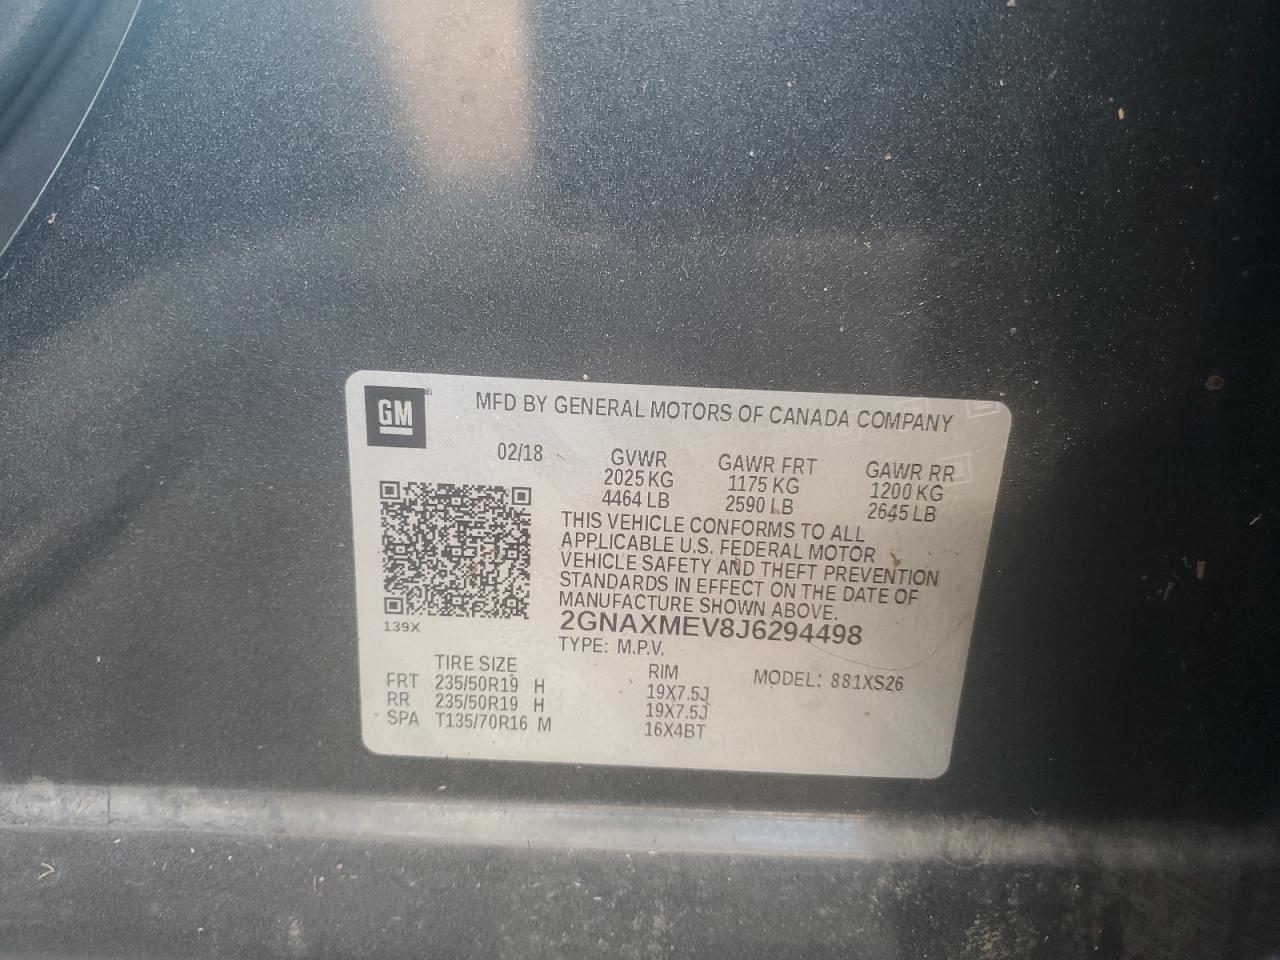 GM
MFD BY GENERAL MOTORS OF CANADA COMPANY
02/18 GVWR GAWR FRT GAWR RR
2025 KG 1175 KG 1200 KG
4464 LB 2590 LB 2645 LB
THIS VEHICLE CONFORMS TO ALL
APPLICABLE U.S. FEDERAL MOTOR
VEHICLE SAFETY AND THEFT PREVENTION
STANDARDS IN EFFECT ON THE DATE OF
MANUFACTURE SHOWN ABOVE.
139X
2GNAXMEV8J6294498
TYPE: M.P.V.
TIRE SIZE RIM MODEL: 881XS26
FRT 235/50R19 H 19X7.5J
RR 235/50R19 H 19X7.5J
SPA T135/70R16 M 16X4BT